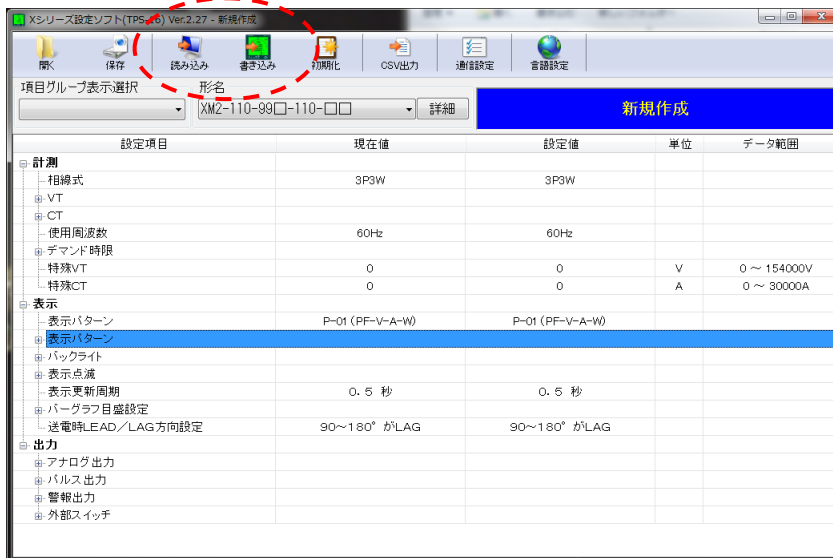 Xシリーズ設定ソフト(TPS- 6) Ver.2.27 - 新規作成
開く 保存 読み込み 書き込み 初期化 CSV出力 通信設定 言語設定
項目グループ表示選択 形名
XM2-110-99□-110-□□ 詳細 新規作成
設定項目 現在値 設定値 単位 データ範囲
計測
相線式 3P3W 3P3W
VT
CT
使用周波数 60Hz 60Hz
デマンド時限
特殊VT 0 0 V 0 ～ 154000V
特殊CT 0 0 A 0 ～ 30000A
表示
表示パターン P-01 (PF-V-A-W) P-01 (PF-V-A-W)
表示パターン
バックライト
表示点滅
表示更新周期 0.5 秒 0.5 秒
バーグラフ目盛設定
送電時LEAD／LAG方向設定 90～180°がLAG 90～180°がLAG
出力
アナログ出力
パルス出力
警報出力
外部スイッチ